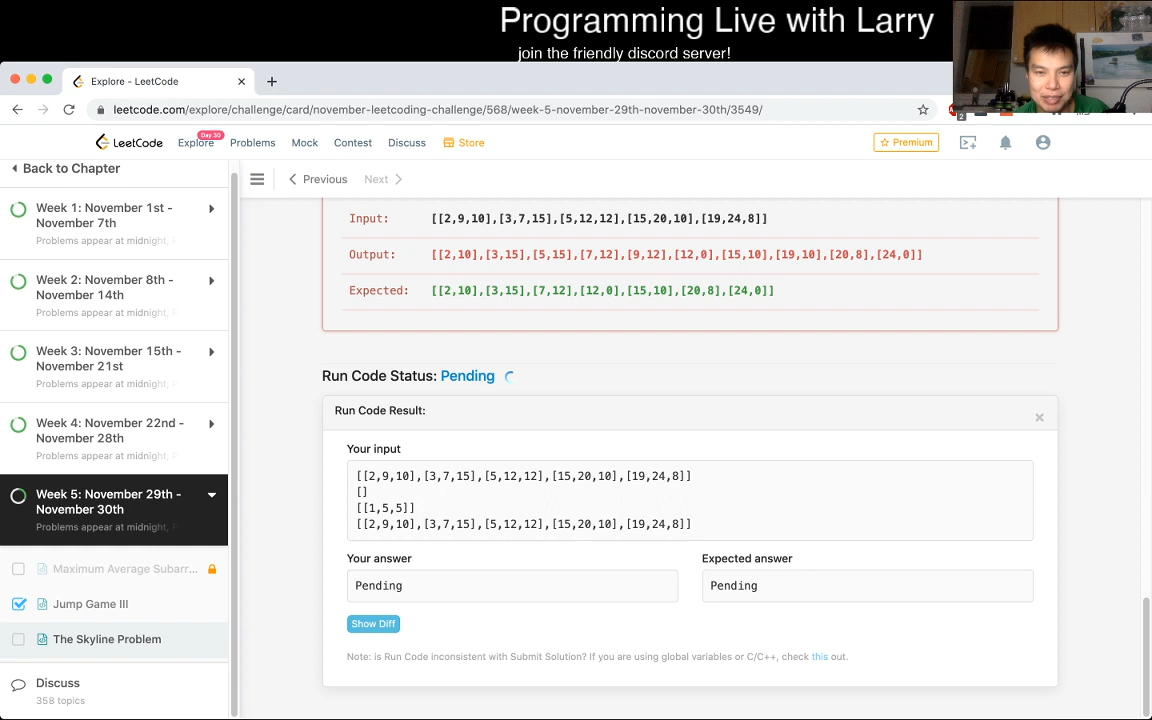 Programming Live with Larry
join the friendly discord server!
Explore - LeetCode
leetcode.com/explore/challenge/card/november-leetcoding-challenge/568/week-5-november-29th-november-30th/3549/
2
LeetCode
Explore
Day 30
Problems
Mock
Contest
Discuss
Store
Premium
Back to Chapter
Previous
Next
Week 1: November 1st -
November 7th
Problems appear at midnight,
Week 2: November 8th -
November 14th
Problems appear at midnight,
Week 3: November 15th -
November 21st
Problems appear at midnight,
Week 4: November 22nd -
November 28th
Problems appear at midnight,
Week 5: November 29th -
November 30th
Problems appear at midnight,
Maximum Average Subarr...
Jump Game III
The Skyline Problem
Discuss
358 topics
Input: [[2,9,10],[3,7,15],[5,12,12],[15,20,10],[19,24,8]]
Output: [[2,10],[3,15],[5,15],[7,12],[9,12],[12,0],[15,10],[19,10],[20,8],[24,0]]
Expected: [[2,10],[3,15],[7,12],[12,0],[15,10],[20,8],[24,0]]
Run Code Status: Pending
Run Code Result:
Your input
[[2,9,10],[3,7,15],[5,12,12],[15,20,10],[19,24,8]]
[]
[[1,5,5]]
[[2,9,10],[3,7,15],[5,12,12],[15,20,10],[19,24,8]]
Your answer
Pending
Expected answer
Pending
Show Diff
Note: is Run Code inconsistent with Submit Solution? If you are using global variables or C/C++, check this out.